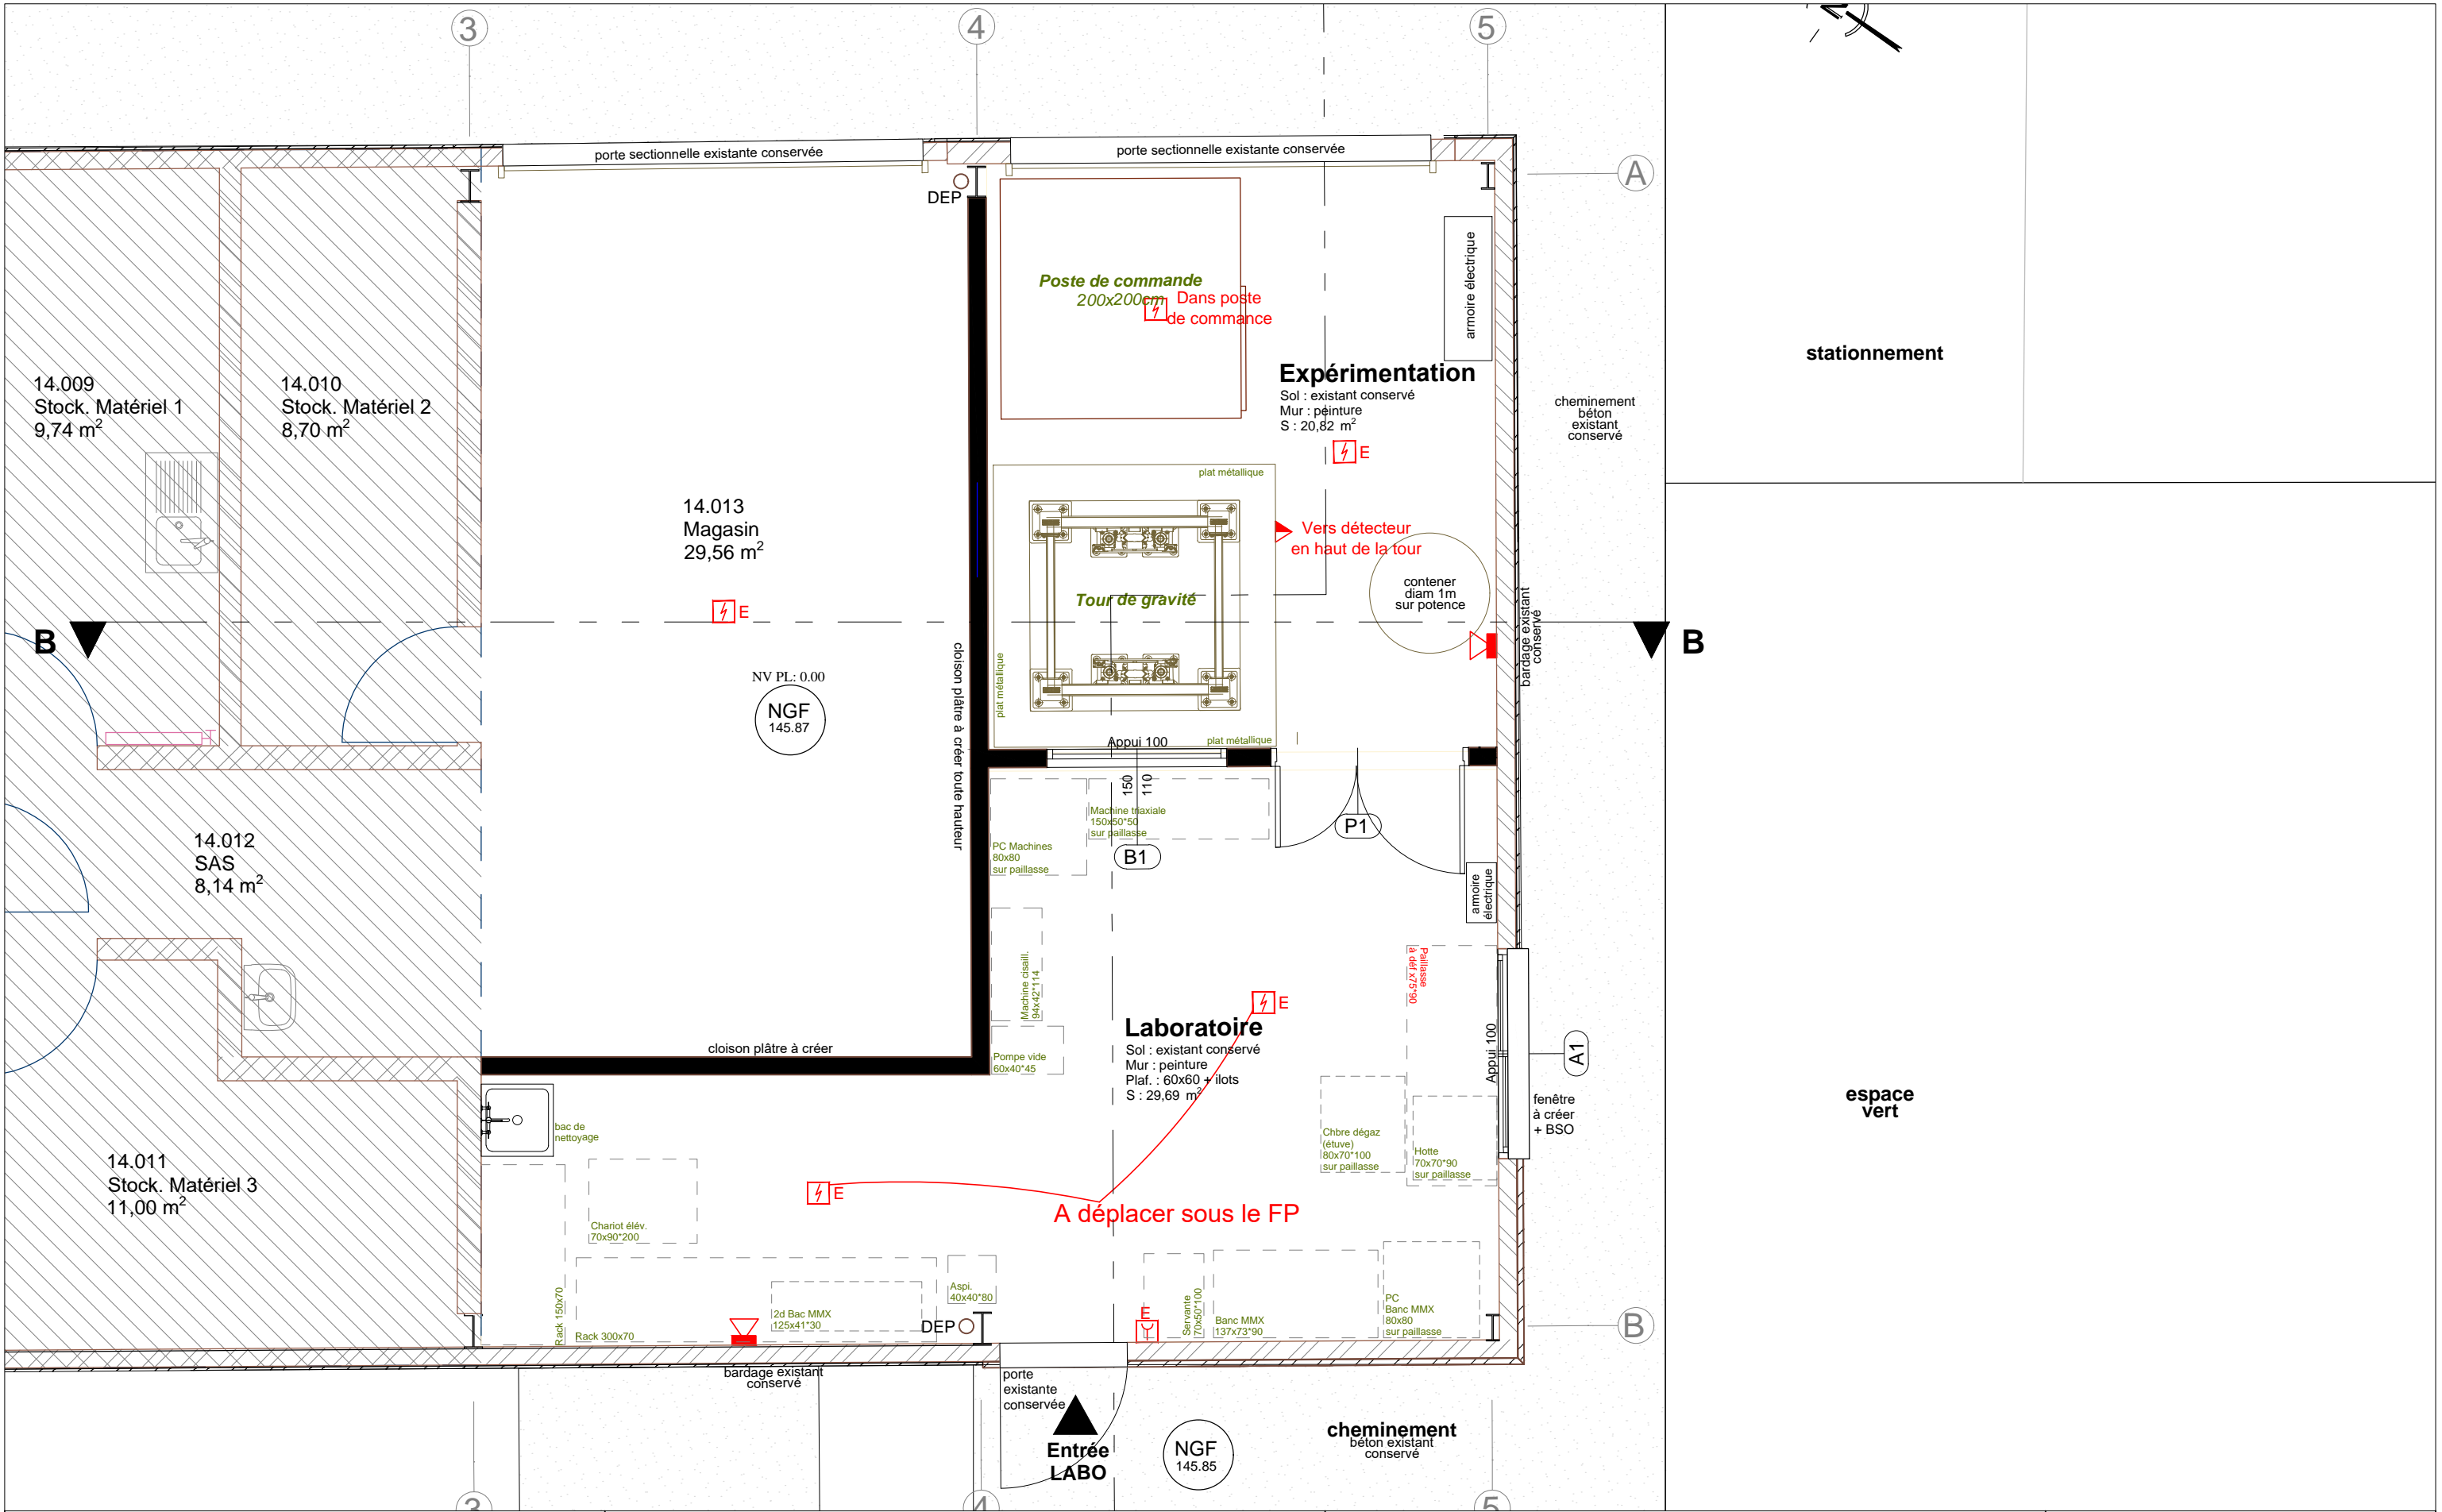 3
4
5
N
porte sectionnelle existante conservée
porte sectionnelle existante conservée
A
DEP
armoire électrique
Poste de commande
200x200cm
Dans poste
de commance
stationnement
Expérimentation
Sol : existant conservé
Mur : peinture
S : 20,82 m²
E
cheminement
béton
existant
conservé
14.009
Stock. Matériel 1
9,74 m²
14.010
Stock. Matériel 2
8,70 m²
plat métallique
14.013
Magasin
29,56 m²
E
Vers détecteur
en haut de la tour
contener
diam 1m
sur potence
Tour de gravité
bardage existant
conservé
B
B
plat métallique
NV PL: 0.00
NGF
145.87
cloison plâtre à créer toute hauteur
Appui 100
plat métallique
150
110
Machine triaxiale
150x50*50
sur paillasse
P1
B1
PC Machines
80x80
sur paillasse
14.012
SAS
8,14 m²
armoire
électrique
Machine cisaill.
94x42*114
Paillasse
à déf x75*90
E
Laboratoire
Sol : existant conservé
Mur : peinture
Plaf. : 60x60 + ilots
S : 29,69 m²
cloison plâtre à créer
Pompe vide
60x40*45
Appui 100
A1
fenêtre
à créer
+ BSO
espace
vert
bac de
nettoyage
Chbre dégaz
(étuve)
80x70*100
sur paillasse
Hotte
70x70*90
sur paillasse
14.011
Stock. Matériel 3
11,00 m²
E
A déplacer sous le FP
Chariot élév.
70x90*200
Rack 150x70
Rack 300x70
2d Bac MMX
125x41*30
Aspi.
40x40*80
DEP
E
Servante
70x50*100
Banc MMX
137x73*90
PC
Banc MMX
80x80
sur paillasse
B
bardage existant
conservé
porte
existante
conservée
Entrée
LABO
NGF
145.85
cheminement
béton existant
conservé
3
4
5